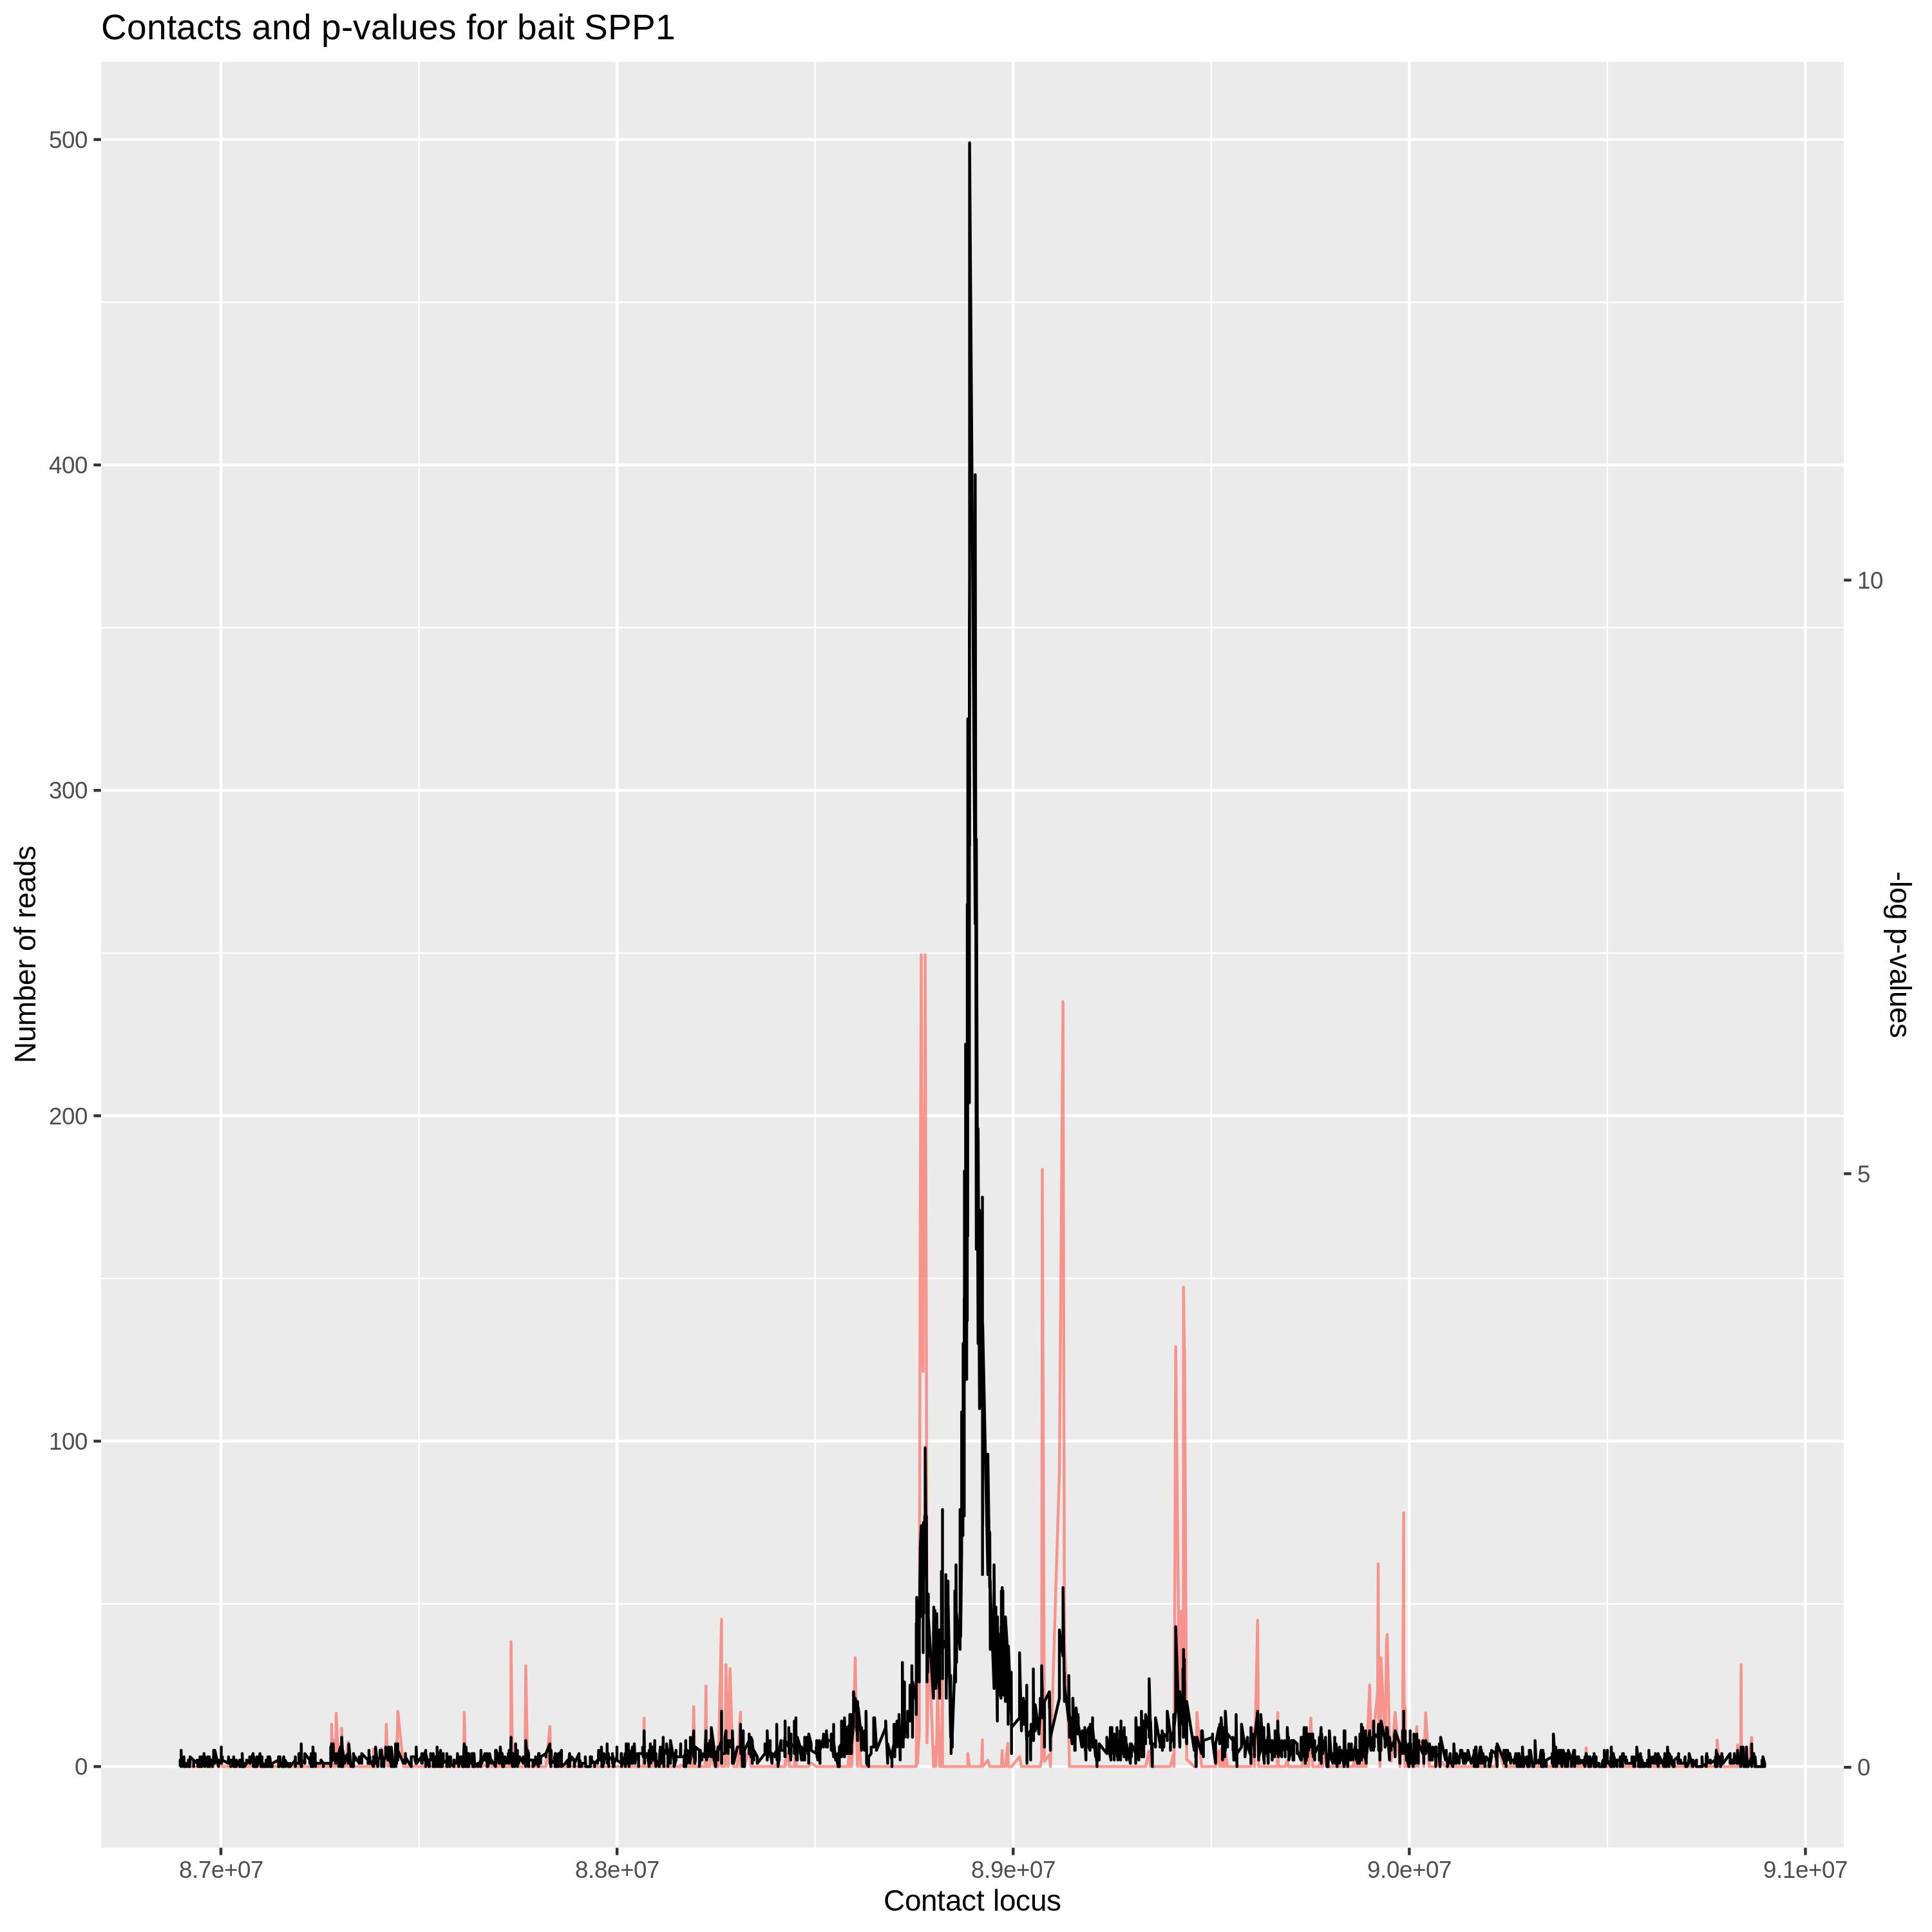 Contacts and p-values for bait SPP1
500
400
300
200
100
0
Number of reads
10
5
0
-log p-values
8.7e+07
8.8e+07
8.9e+07
9.0e+07
9.1e+07
Contact locus